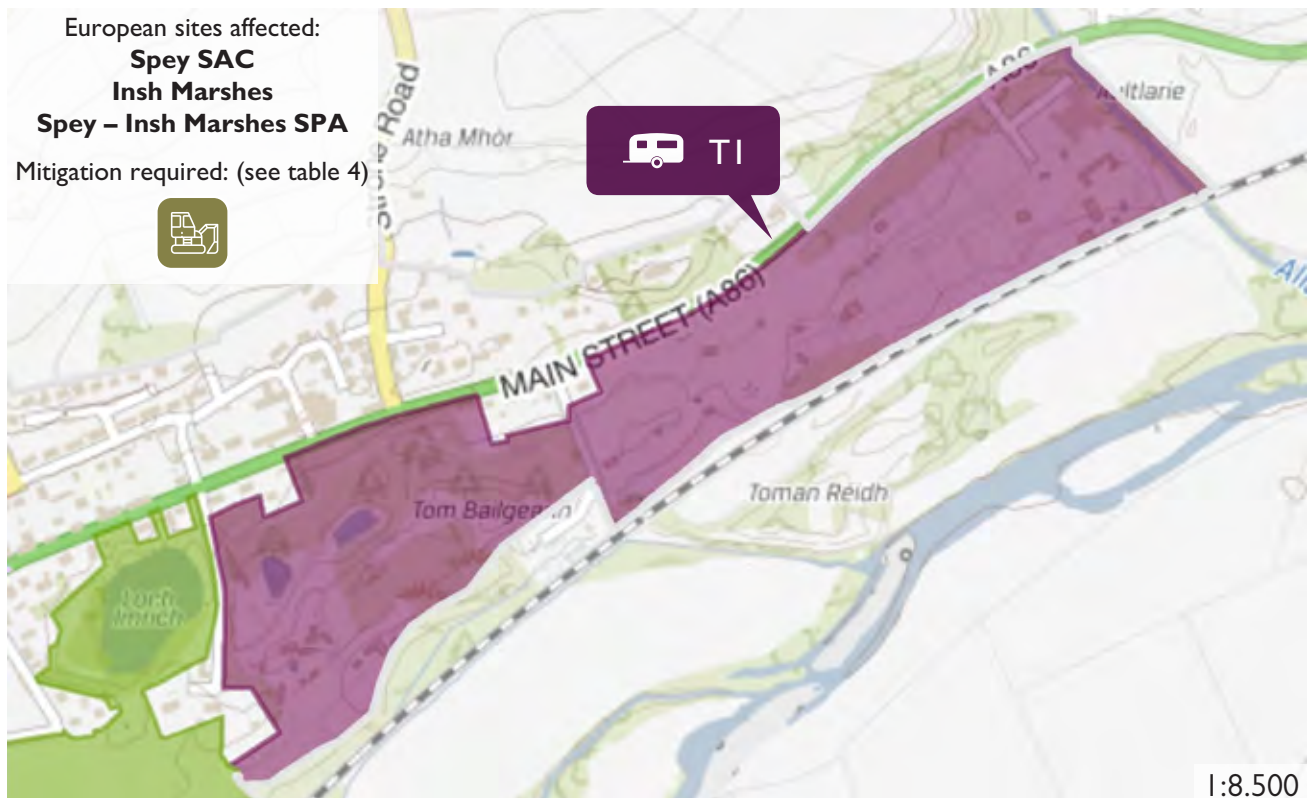 European sites affected:
Spey SAC
Insh Marshes
Spey – Insh Marshes SPA
Mitigation required: (see table 4)
Road
Atha Mhòr
T1
A86
MAIN STREET (A86)
Tom Bailgeann
Toman Reidh
Loch
1:8.500